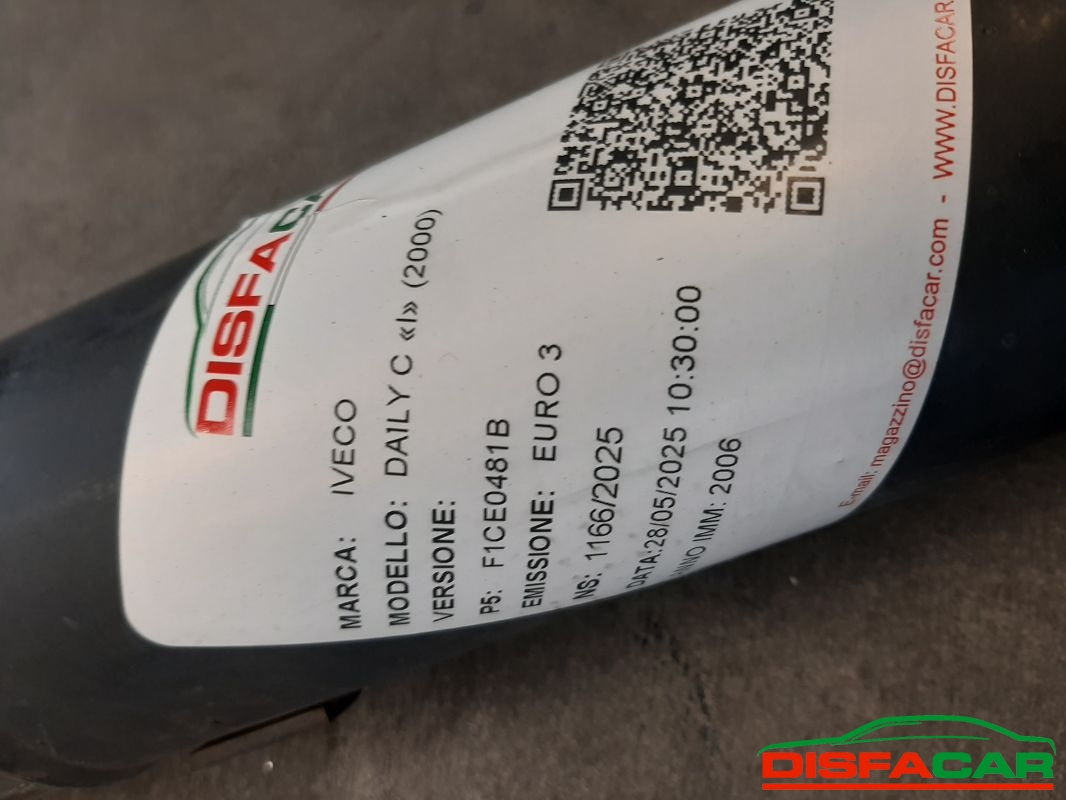 DISFACAR
MARCA: IVECO
MODELLO: DAILY C «I» (2000)
VERSIONE:
P5: F1CE0481B
EMISSIONE: EURO 3
NS: 1166/2025
DATA:28/05/2025 10:30:00
ANNO IMM: 2006
E-mail: magazzino@disfacar.com - WWW.DISFACAR
DISFACAR